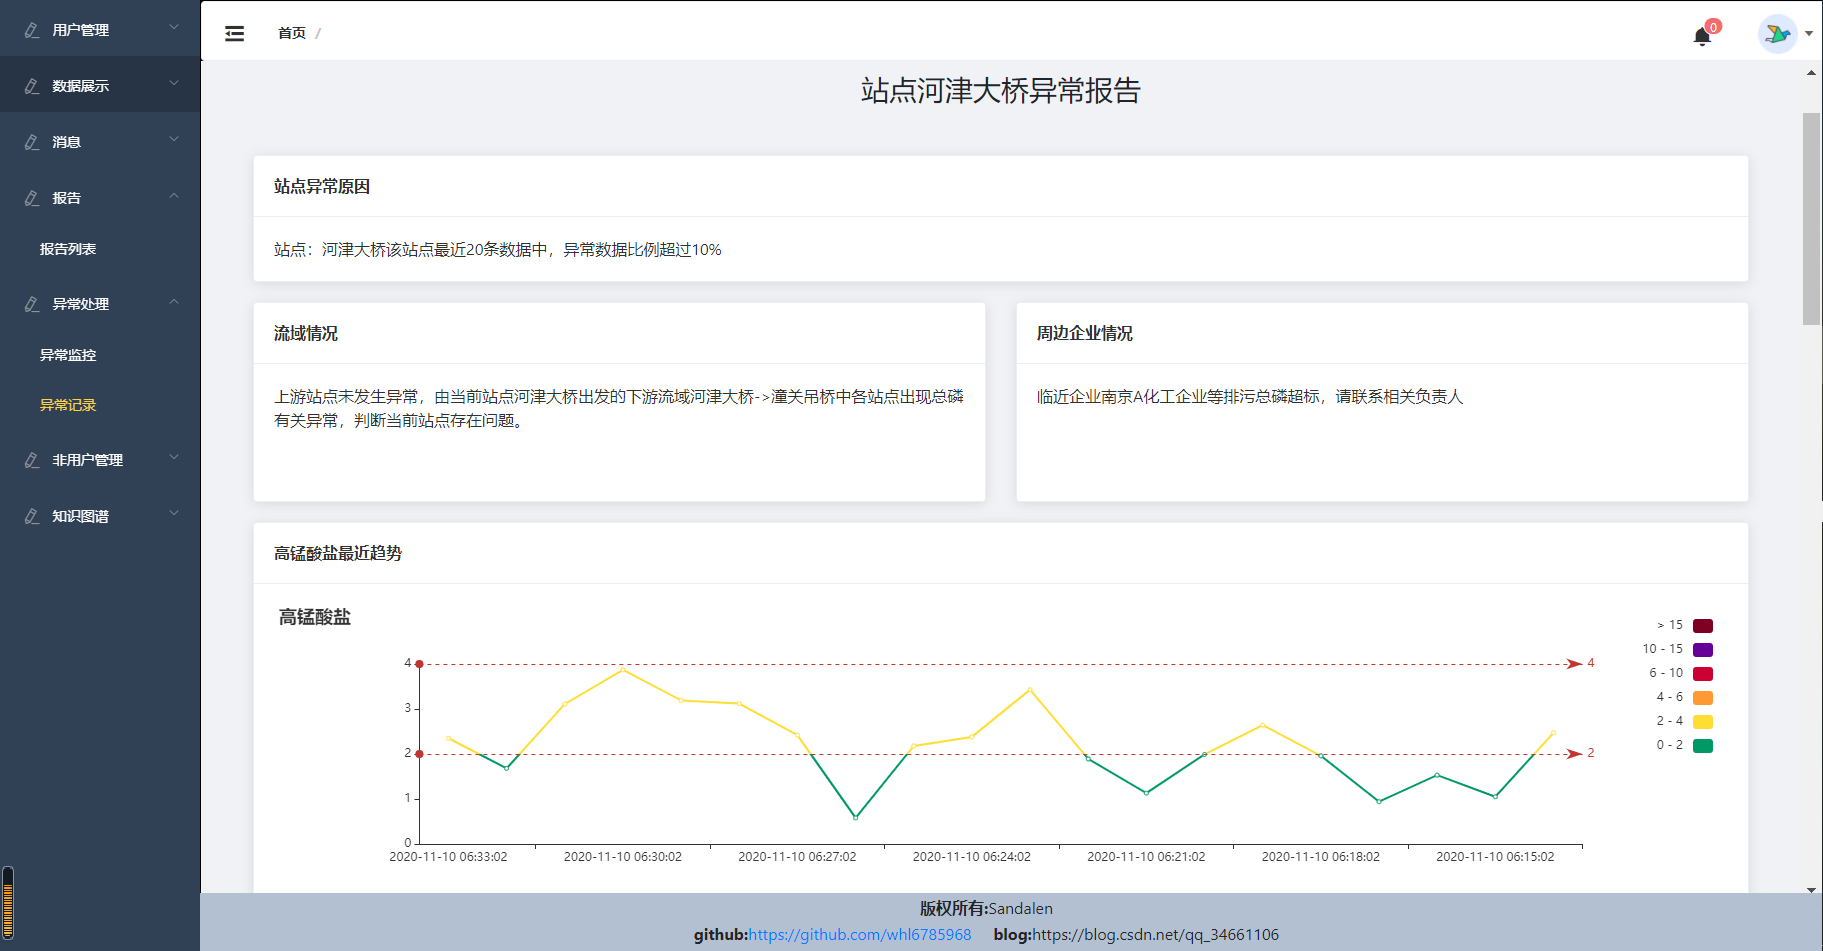 用户管理
数据展示
消息
报告
报告列表
异常处理
异常监控
异常记录
非用户管理
知识图谱
首页 /
0
站点河津大桥异常报告
站点异常原因
站点：河津大桥该站点最近20条数据中，异常数据比例超过10%
流域情况
上游站点未发生异常，由当前站点河津大桥出发的下游流域河津大桥->潼关吊桥中各站点出现总磷
有关异常，判断当前站点存在问题。
周边企业情况
临近企业南京A化工企业等排污总磷超标，请联系相关负责人
高锰酸盐最近趋势
高锰酸盐
> 15
10 - 15
6 - 10
4 - 6
2 - 4
0 - 2
4
3
2
1
0
4
2
2020-11-10 06:33:02 2020-11-10 06:30:02 2020-11-10 06:27:02 2020-11-10 06:24:02 2020-11-10 06:21:02 2020-11-10 06:18:02 2020-11-10 06:15:02
版权所有:Sandalen
github:https://github.com/whl6785968 blog:https://blog.csdn.net/qq_34661106